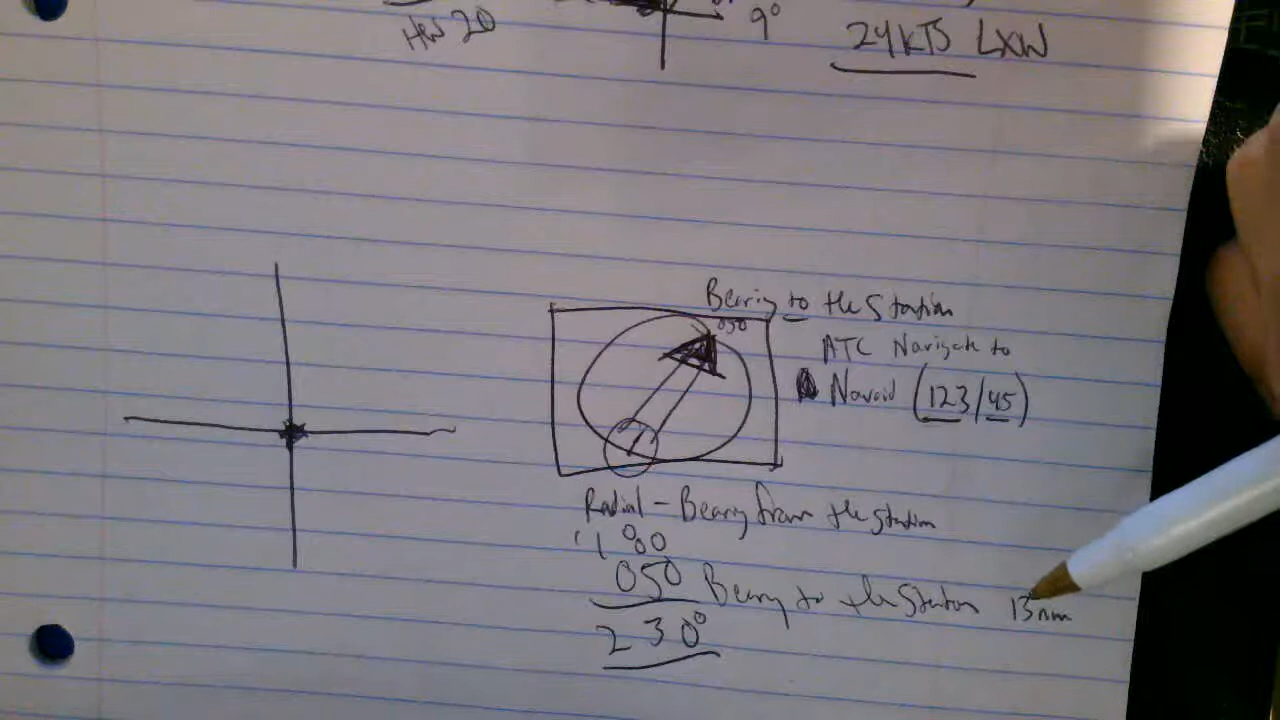 HW 20
9°
24KTS LXW
Bearing to the Station
050
ATC Navigate to
Navaid (123/45)
Radial - Bearing from the Station
180
050 Bearing to the Station 13nm
230°